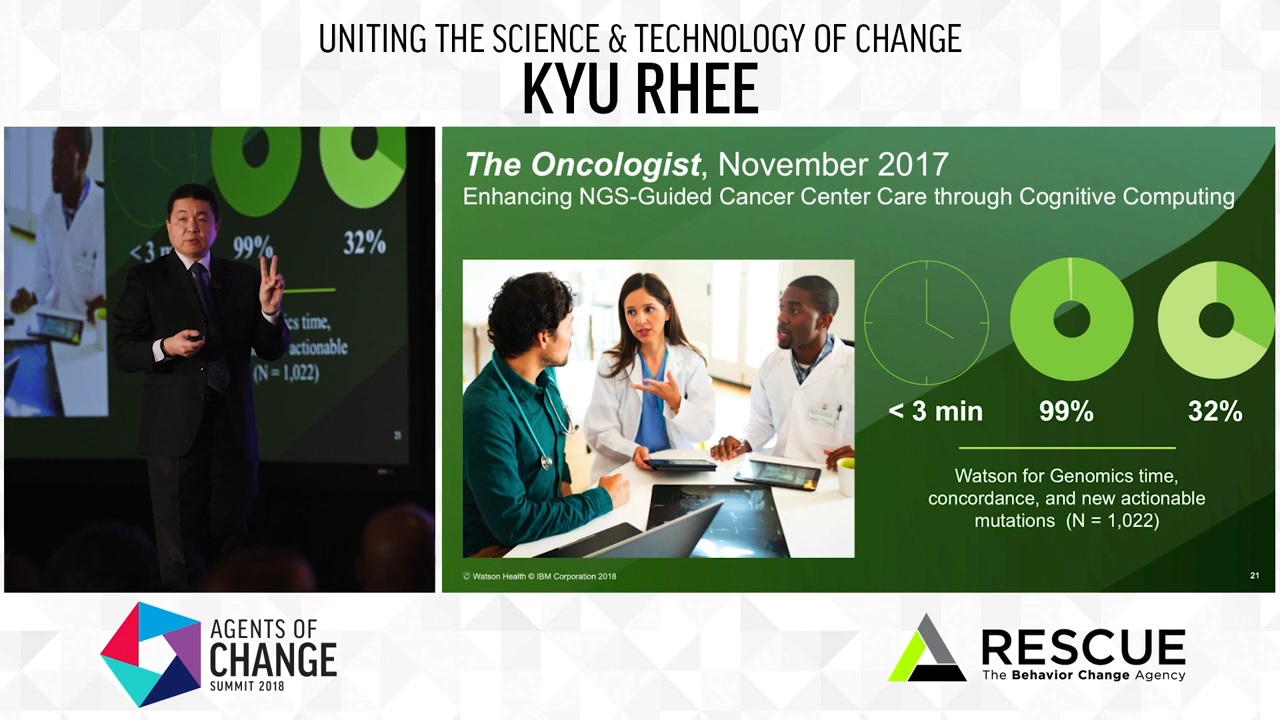 UNITING THE SCIENCE & TECHNOLOGY OF CHANGE
KYU RHEE
99%
32%
cs time,
actionable
(N = 1,022)
21
The Oncologist, November 2017
Enhancing NGS-Guided Cancer Center Care through Cognitive Computing
< 3 min
99%
32%
Watson for Genomics time,
concordance, and new actionable
mutations (N = 1,022)
Watson Health © IBM Corporation 2018
21
AGENTS OF
CHANGE
SUMMIT 2018
RESCUE
The Behavior Change Agency